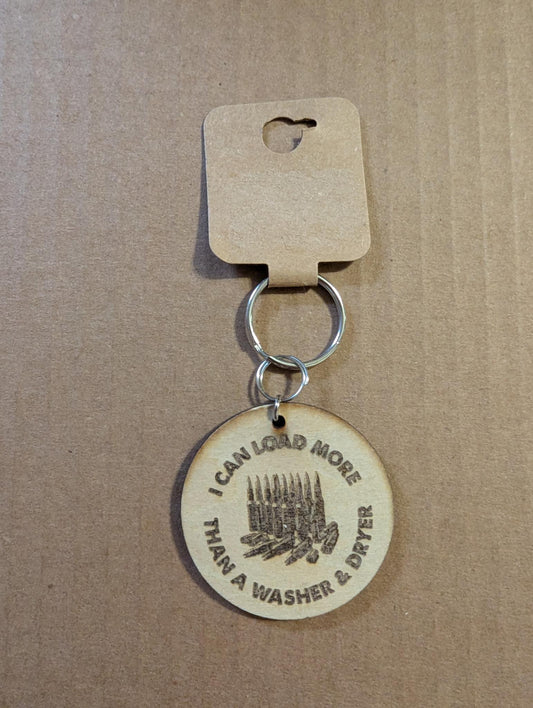 I CAN LOAD MORE
THAN A WASHER & DRYER